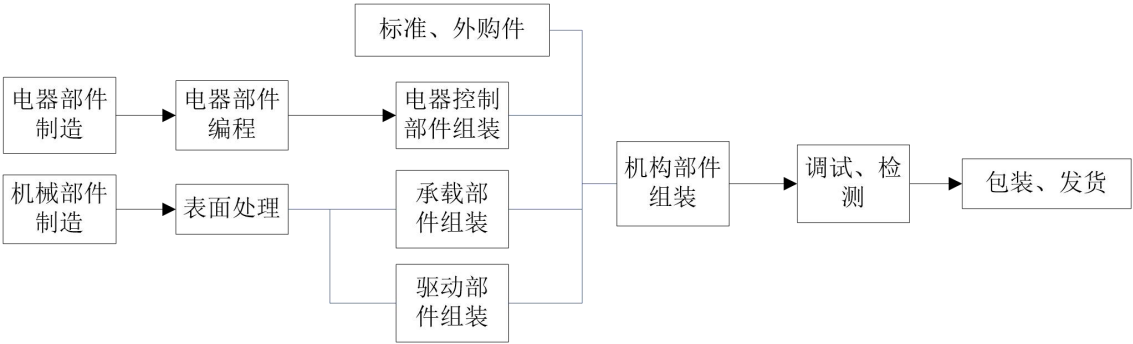 标准、外购件
电器部件
制造
电器部件
编程
电器控制
部件组装
机械部件
制造
表面处理
承载部
件组装
驱动部
件组装
机构部件
组装
调试、检
测
包装、发货